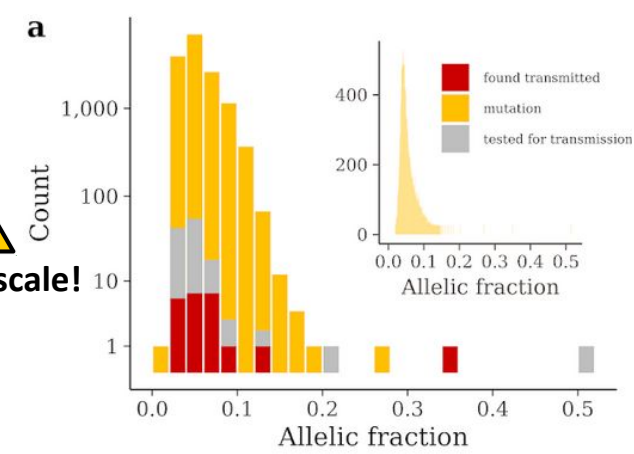 a
Count
1,000
100
10
1
0.0 0.1 0.2 0.3 0.4 0.5
Allelic fraction
scale!
400
200
0
0.0 0.1 0.2 0.3 0.4 0.5
Allelic fraction
found transmitted
mutation
tested for transmission